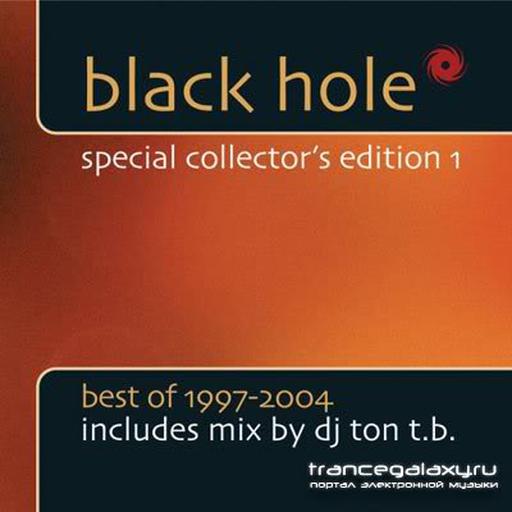 black hole
special collector's edition 1
best of 1997-2004
includes mix by dj ton t.b.
trancegalaxy.ru
портал электронной музыки